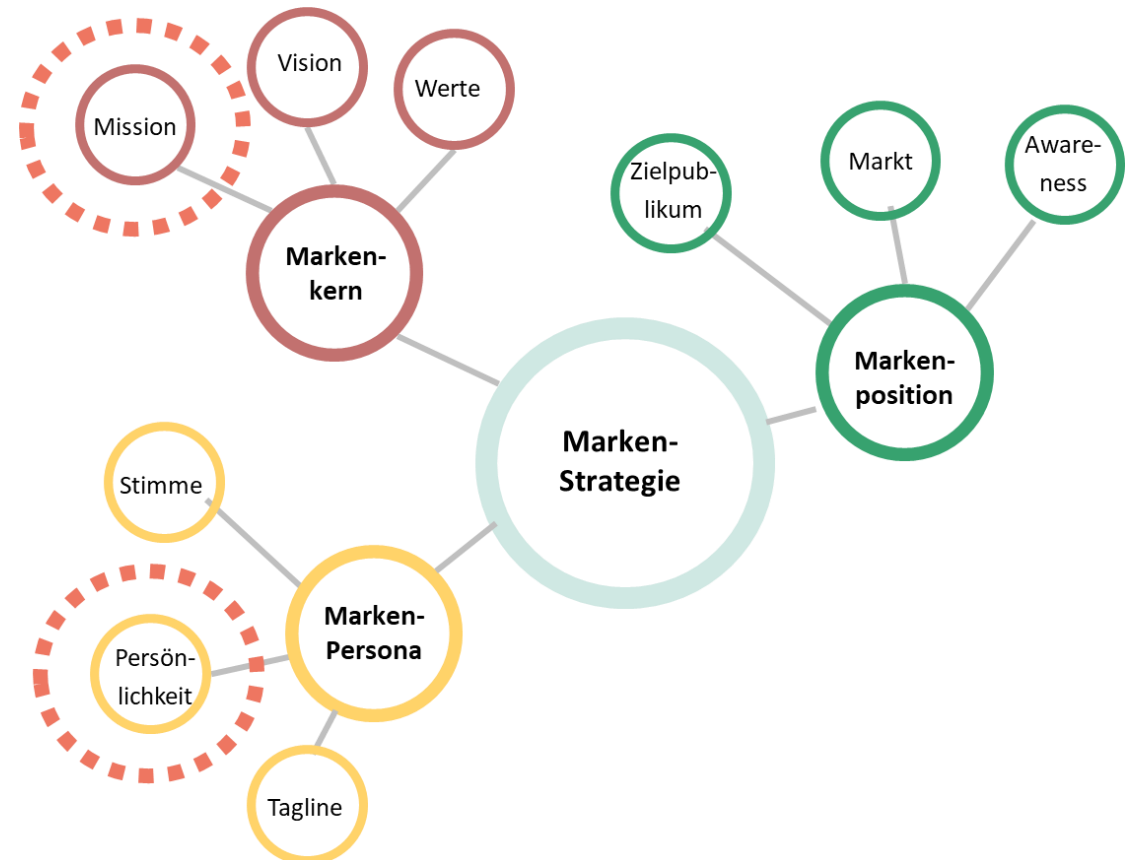 Mission
Vision
Werte
Marken-
kern
Zielpub-
likum
Markt
Aware-
ness
Marken-
position
Marken-
Strategie
Stimme
Marken-
Persona
Persön-
lichkeit
Tagline